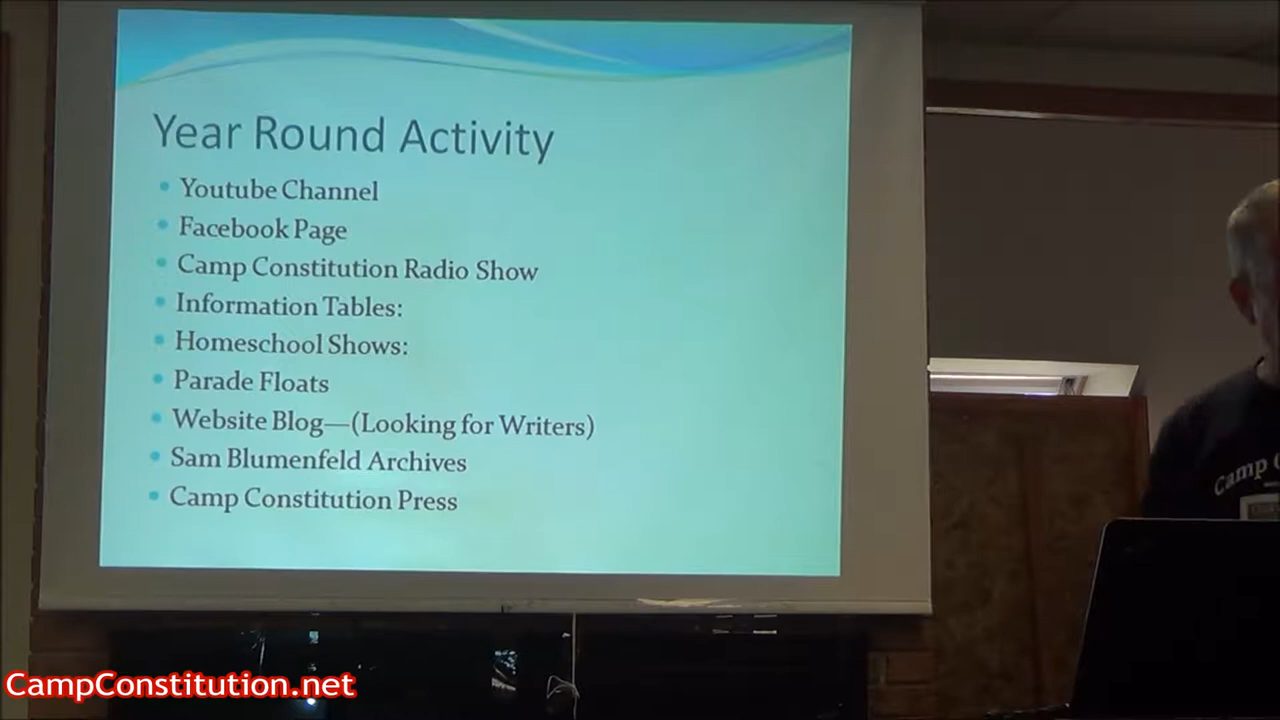 Year Round Activity
Youtube Channel
Facebook Page
Camp Constitution Radio Show
Information Tables:
Homeschool Shows:
Parade Floats
Website Blog—(Looking for Writers)
Sam Blumenfeld Archives
Camp Constitution Press
Camp
CampConstitution.net